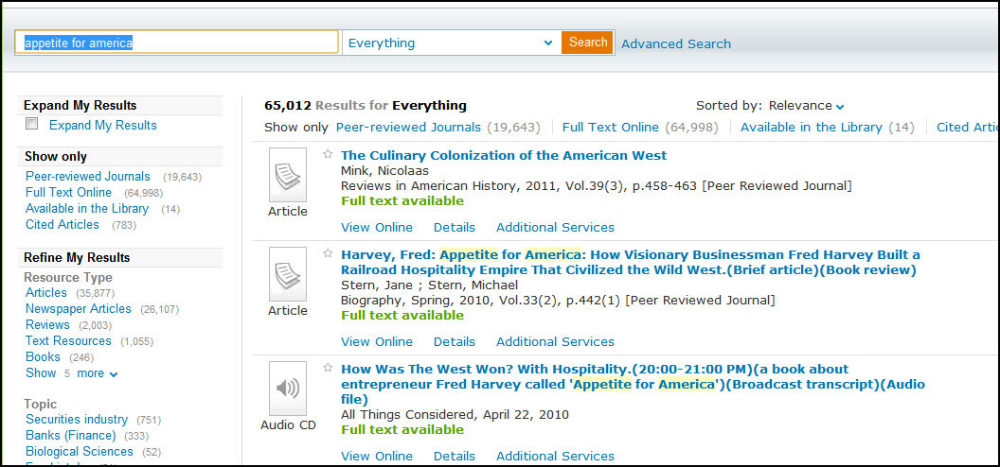 appetite for america Everything Search Advanced Search
Expand My Results
Expand My Results
Show only
Peer-reviewed Journals (19,643)
Full Text Online (64,998)
Available in the Library (14)
Cited Articles (783)
Refine My Results
Resource Type
Articles (35,877)
Newspaper Articles (26,107)
Reviews (2,003)
Text Resources (1,055)
Books (246)
Show 5 more
Topic
Securities industry (751)
Banks (Finance) (333)
Biological Sciences (52)
65,012 Results for Everything Sorted by: Relevance
Show only Peer-reviewed Journals (19,643) Full Text Online (64,998) Available in the Library (14) Cited Artic
Article
The Culinary Colonization of the American West
Mink, Nicolaas
Reviews in American History, 2011, Vol.39(3), p.458-463 [Peer Reviewed Journal]
Full text available
View Online Details Additional Services
Article
Harvey, Fred: Appetite for America: How Visionary Businessman Fred Harvey Built a
Railroad Hospitality Empire That Civilized the Wild West.(Brief article)(Book review)
Stern, Jane ; Stern, Michael
Biography, Spring, 2010, Vol.33(2), p.442(1) [Peer Reviewed Journal]
Full text available
View Online Details Additional Services
Audio CD
How Was The West Won? With Hospitality.(20:00-21:00 PM)(a book about
entrepreneur Fred Harvey called 'Appetite for America')(Broadcast transcript)(Audio
file)
All Things Considered, April 22, 2010
Full text available
View Online Details Additional Services